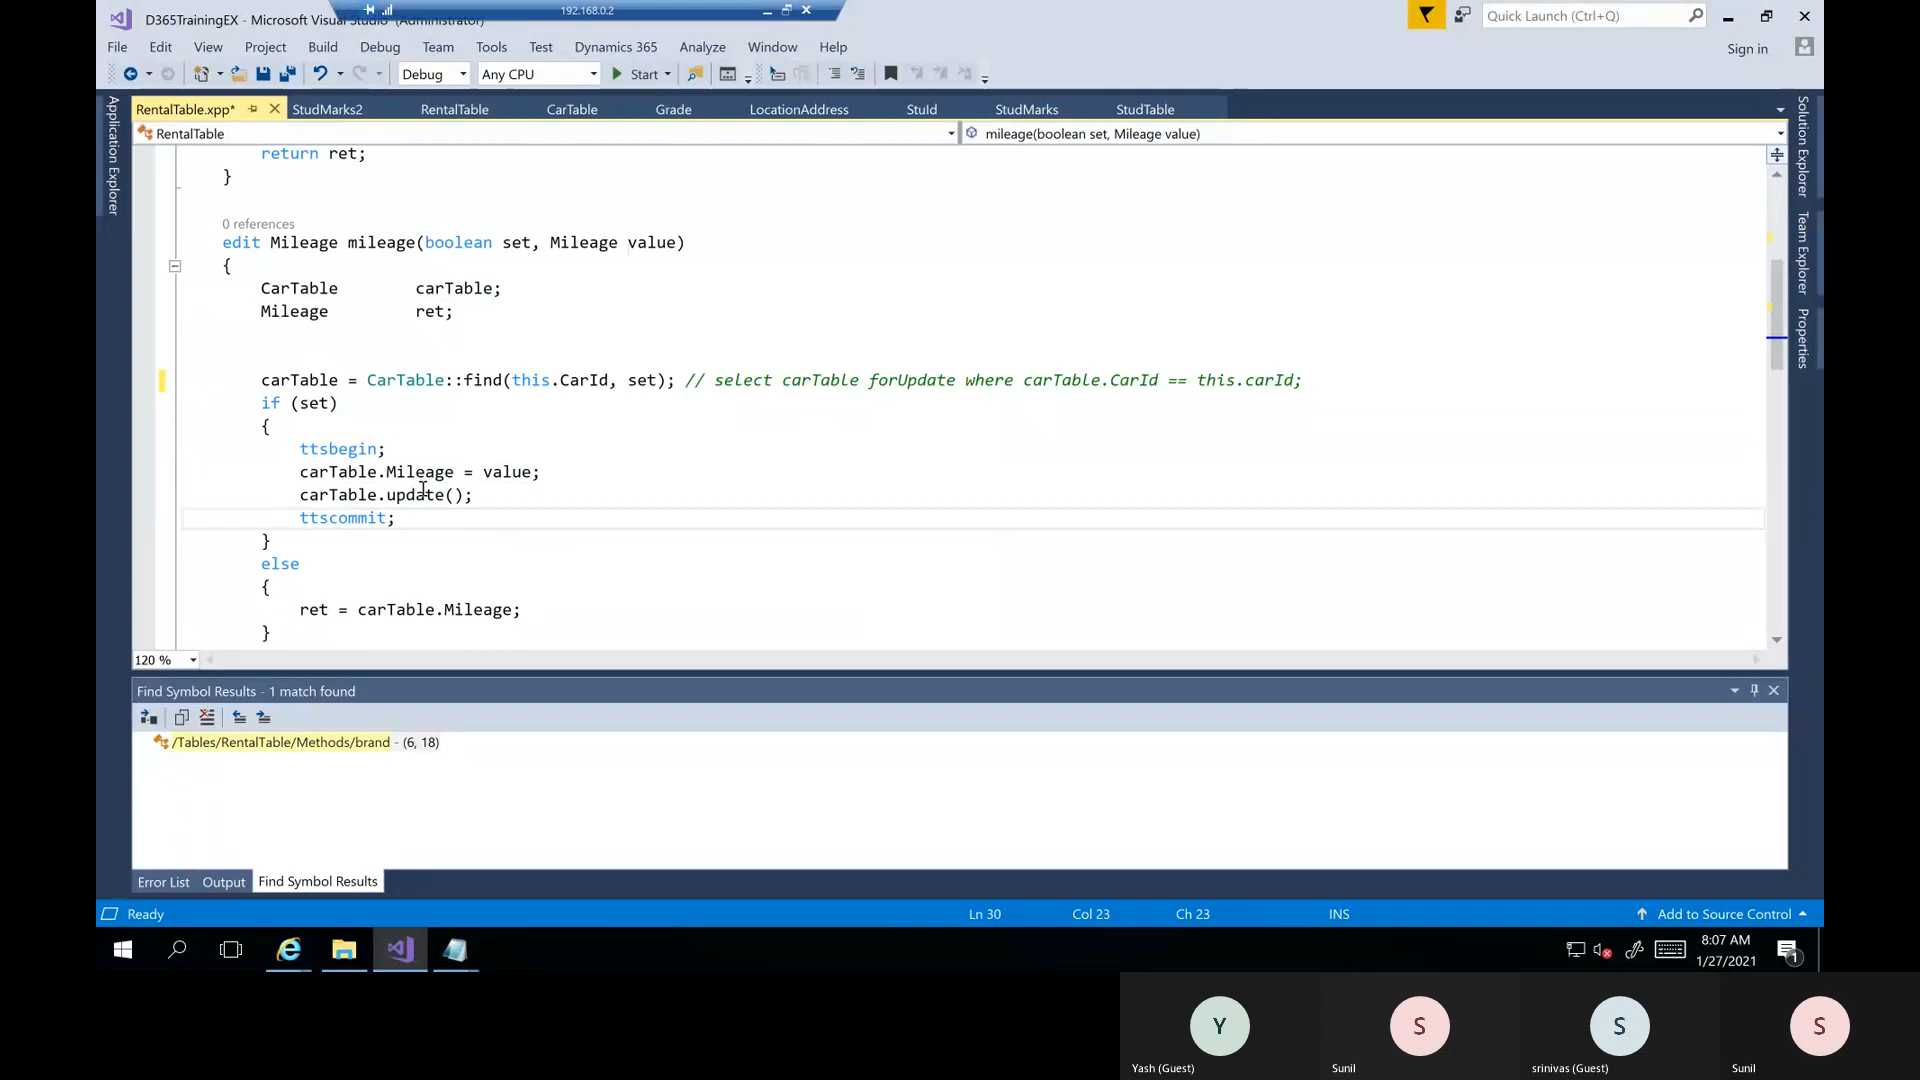 D365TrainingEX - Microsoft Visual Studio (Administrator)
192.168.0.2
Quick Launch (Ctrl+Q)
File Edit View Project Build Debug Team Tools Test Dynamics 365 Analyze Window Help
Sign in
Debug Any CPU Start
RentalTable.xpp* StudMarks2 RentalTable CarTable Grade LocationAddress StuId StudMarks StudTable
RentalTable mileage(boolean set, Mileage value)
Application Explorer
Solution Explorer
Team Explorer
Properties
return ret;
}
0 references
edit Mileage mileage(boolean set, Mileage value)
{
CarTable carTable;
Mileage ret;
carTable = CarTable::find(this.CarId, set); // select carTable forUpdate where carTable.CarId == this.carId;
if (set)
{
ttsbegin;
carTable.Mileage = value;
carTable.update();
ttscommit;
}
else
{
ret = carTable.Mileage;
}
120 %
Find Symbol Results - 1 match found
/Tables/RentalTable/Methods/brand - (6, 18)
Error List Output Find Symbol Results
Ready Ln 30 Col 23 Ch 23 INS Add to Source Control
8:07 AM
1/27/2021
1
Y S S S
Yash (Guest) Sunil srinivas (Guest) Sunil